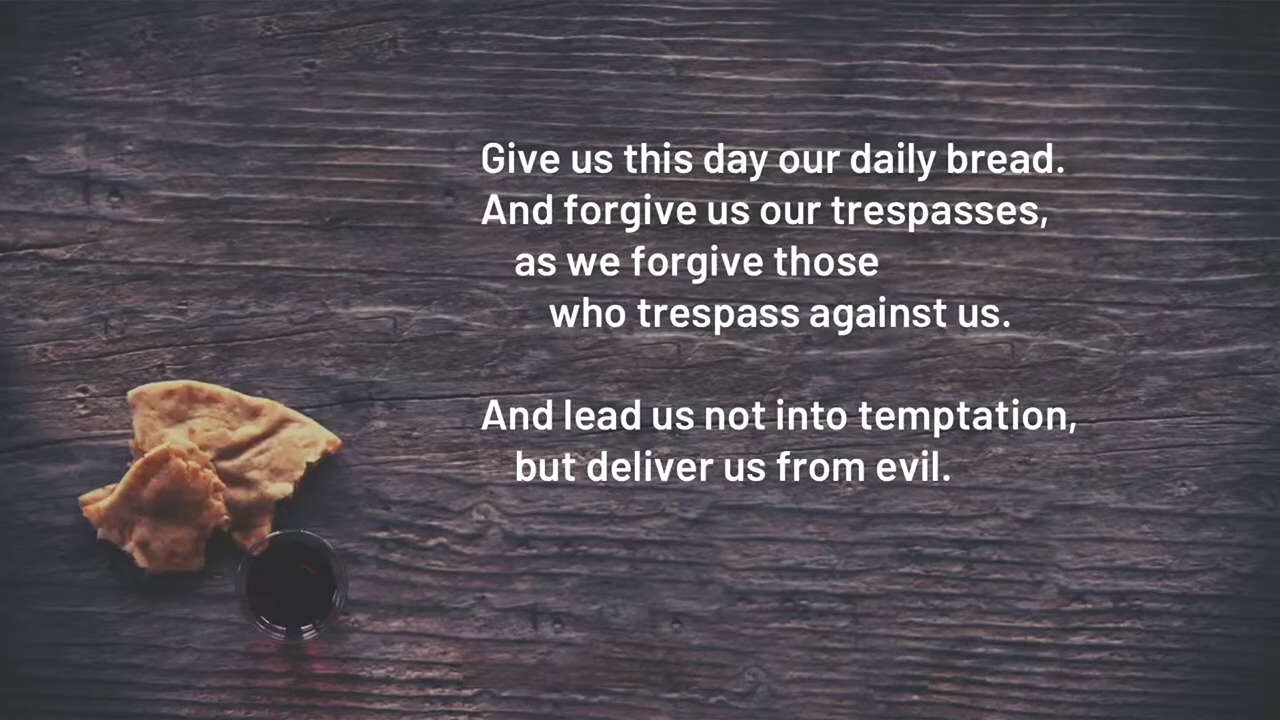 Give us this day our daily bread.
And forgive us our trespasses,
as we forgive those
who trespass against us.
And lead us not into temptation,
but deliver us from evil.